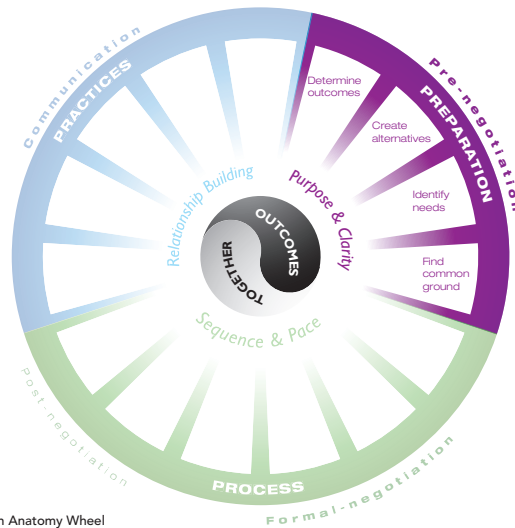 Communication
PRACTICES
Pre-negotiation
PREPARATION
Determine
outcomes
Create
alternatives
Identify
needs
Find
common
ground
Relationship Building
Purpose & Clarity
OUTCOMES
TOGETHER
Sequence & Pace
Post-negotiation
PROCESS
Formal-negotiation
Anatomy Wheel